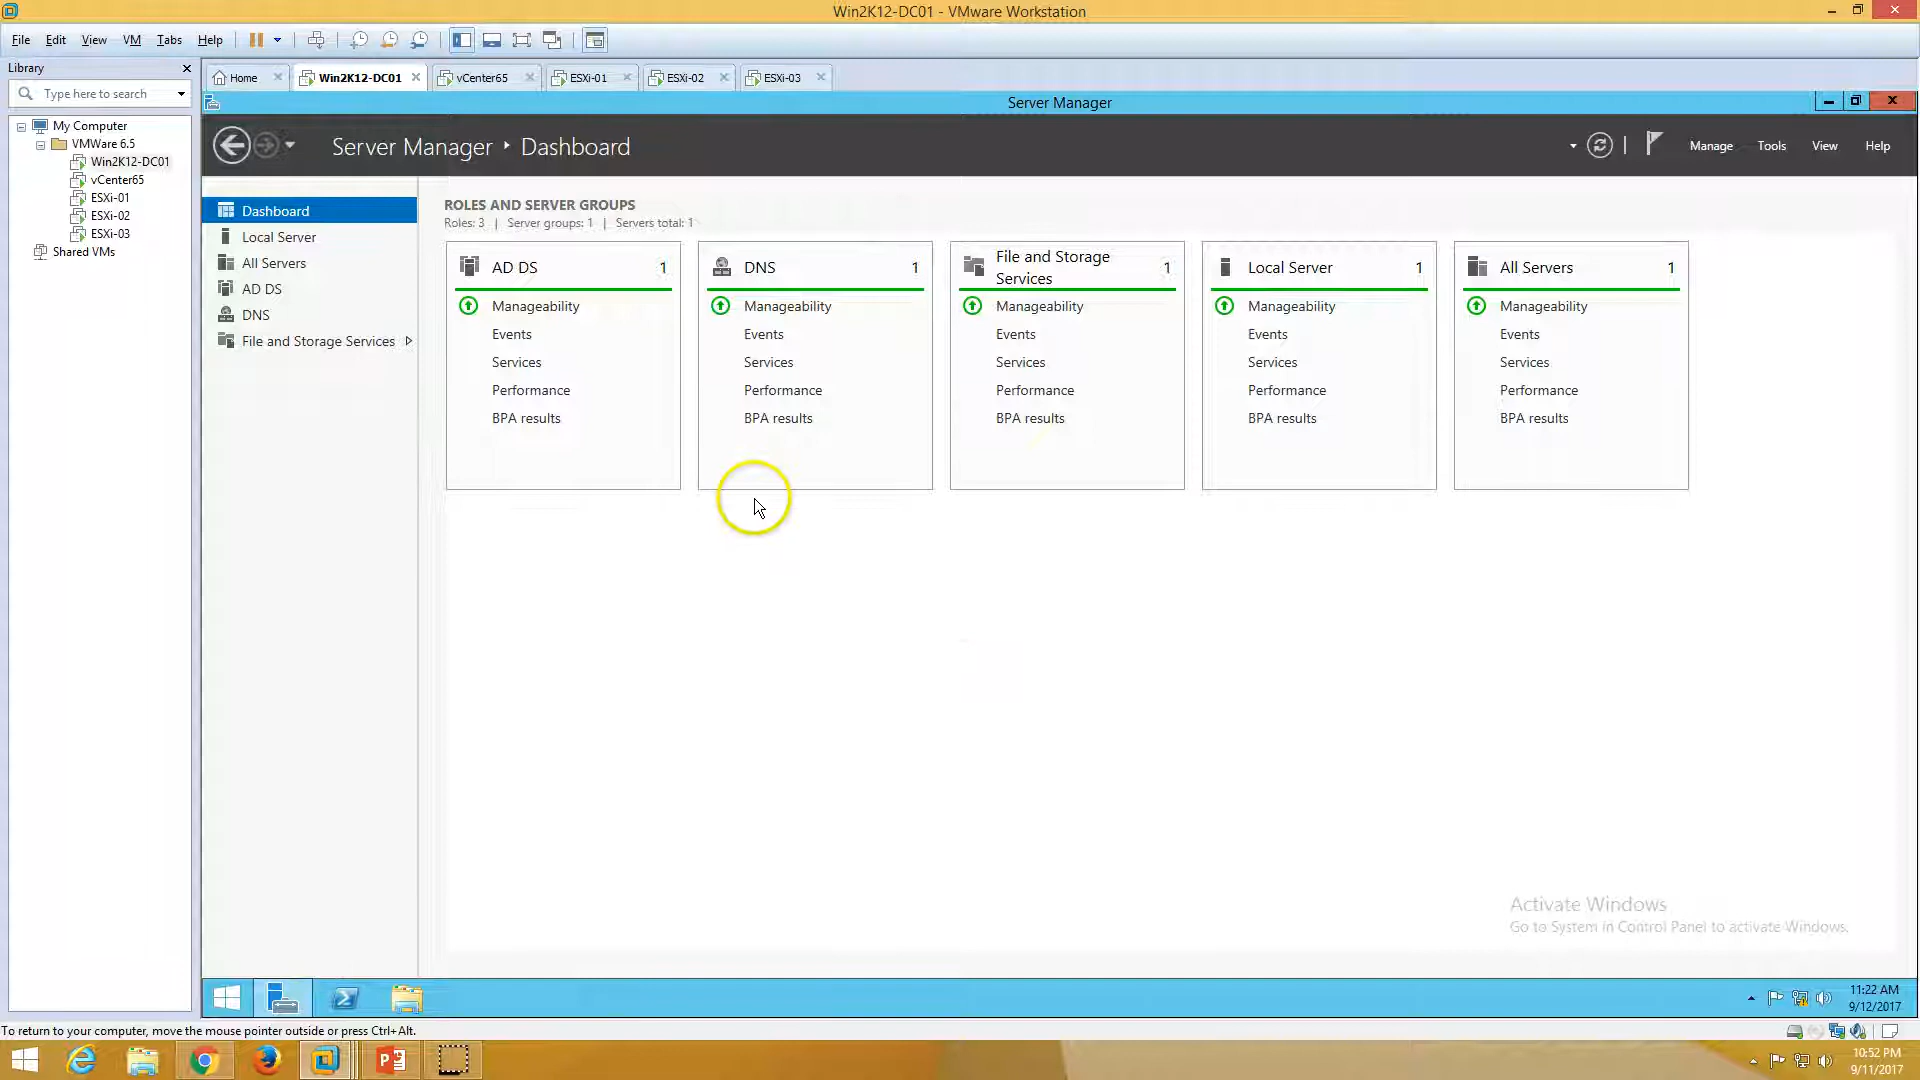 Win2K12-DC01 - VMware Workstation
File Edit View VM Tabs Help
Library
Type here to search
My Computer
VMWare 6.5
Win2K12-DC01
vCenter65
ESXi-01
ESXi-02
ESXi-03
Shared VMs
Home Win2K12-DC01 vCenter65 ESXi-01 ESXi-02 ESXi-03
Server Manager
Server Manager Dashboard
Manage Tools View Help
Dashboard
Local Server
All Servers
AD DS
DNS
File and Storage Services
ROLES AND SERVER GROUPS
Roles: 3 | Server groups: 1 | Servers total: 1
AD DS 1
Manageability
Events
Services
Performance
BPA results
DNS 1
Manageability
Events
Services
Performance
BPA results
File and Storage
Services 1
Manageability
Events
Services
Performance
BPA results
Local Server 1
Manageability
Events
Services
Performance
BPA results
All Servers 1
Manageability
Events
Services
Performance
BPA results
Activate Windows
Go to System in Control Panel to activate Windows.
11:22 AM
9/12/2017
To return to your computer, move the mouse pointer outside or press Ctrl+Alt.
10:52 PM
9/11/2017